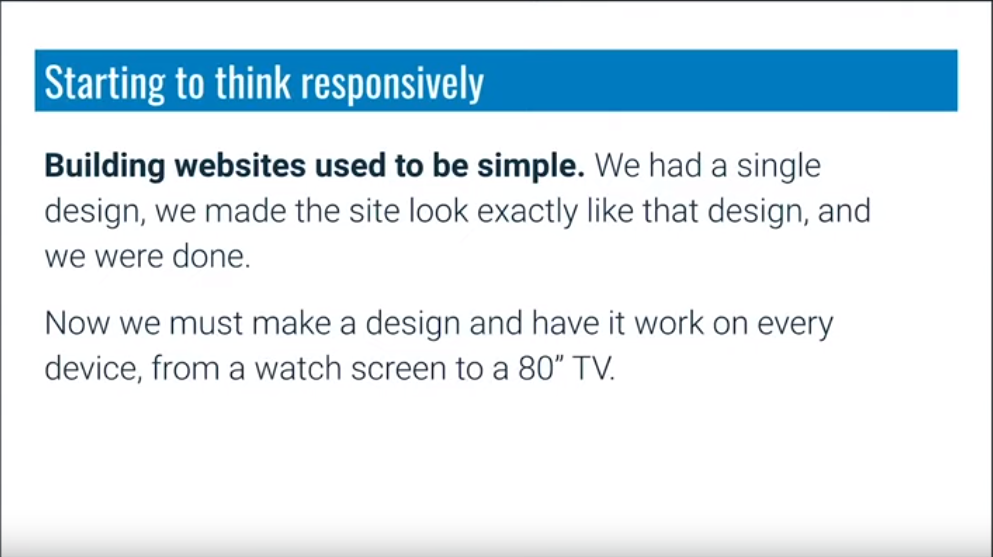 Starting to think responsively
Building websites used to be simple. We had a single
design, we made the site look exactly like that design, and
we were done.
Now we must make a design and have it work on every
device, from a watch screen to a 80” TV.